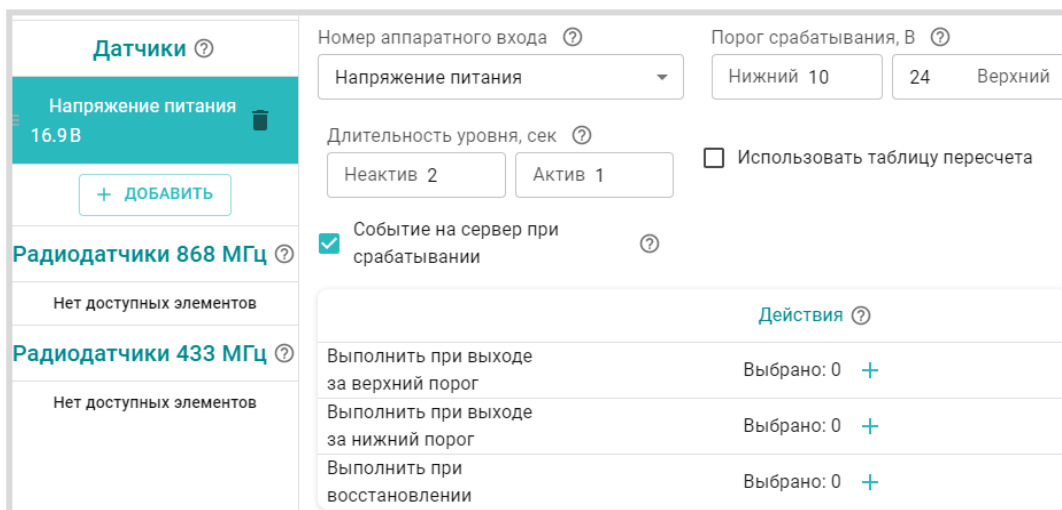 Датчики
Напряжение питания
16.9 В
+ ДОБАВИТЬ
Радиодатчики 868 МГц
Нет доступных элементов
Радиодатчики 433 МГц
Нет доступных элементов
Номер аппаратного входа
Напряжение питания
Порог срабатывания, В
Нижний 10
24 Верхний
Длительность уровня, сек
Неактив 2
Актив 1
Использовать таблицу пересчета
Событие на сервер при
срабатывании
Действия
Выполнить при выходе
за верхний порог
Выбрано: 0 +
Выполнить при выходе
за нижний порог
Выбрано: 0 +
Выполнить при
восстановлении
Выбрано: 0 +